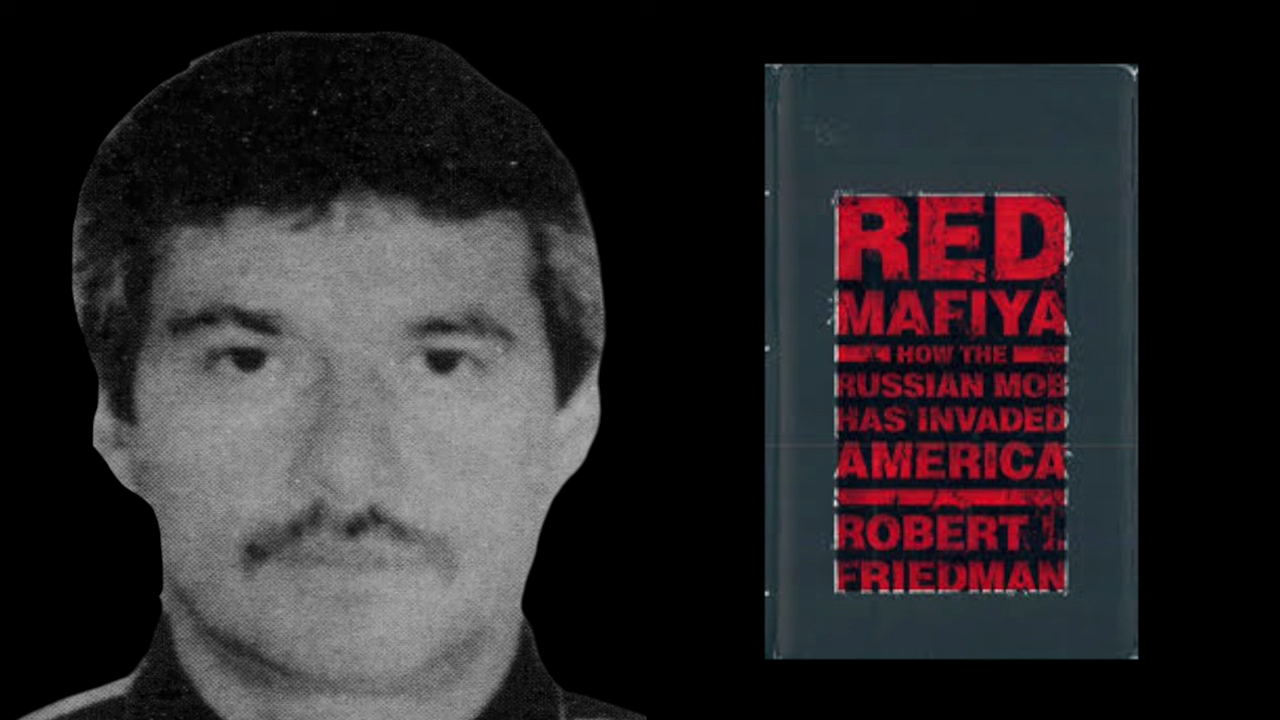 RED
MAFIYA
HOW THE
RUSSIAN MOB
HAS INVADED
AMERICA
ROBERT I.
FRIEDMAN